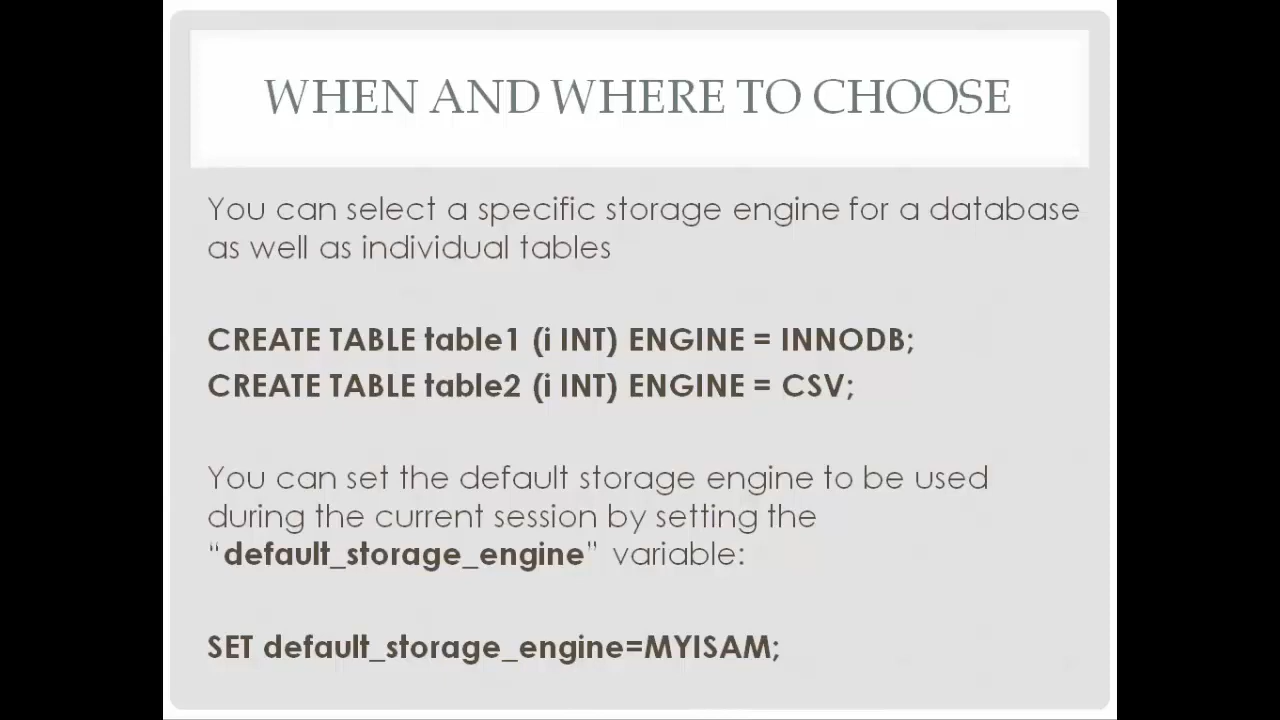 WHEN AND WHERE TO CHOOSE
You can select a specific storage engine for a database
as well as individual tables
CREATE TABLE table1 (i INT) ENGINE = INNODB;
CREATE TABLE table2 (i INT) ENGINE = CSV;
You can set the default storage engine to be used
during the current session by setting the
“default_storage_engine” variable:
SET default_storage_engine=MYISAM;